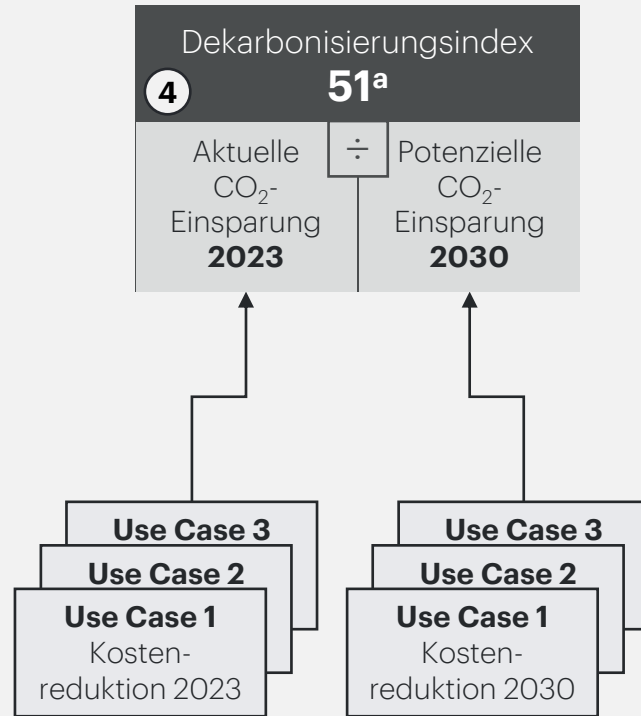 Dekarbonisierungsindex
4
51ª
÷
Aktuelle
CO₂-
Einsparung
2023
Potenzielle
CO₂-
Einsparung
2030
Use Case 3
Use Case 2
Use Case 1
Kosten-
reduktion 2023
Use Case 3
Use Case 2
Use Case 1
Kosten-
reduktion 2030